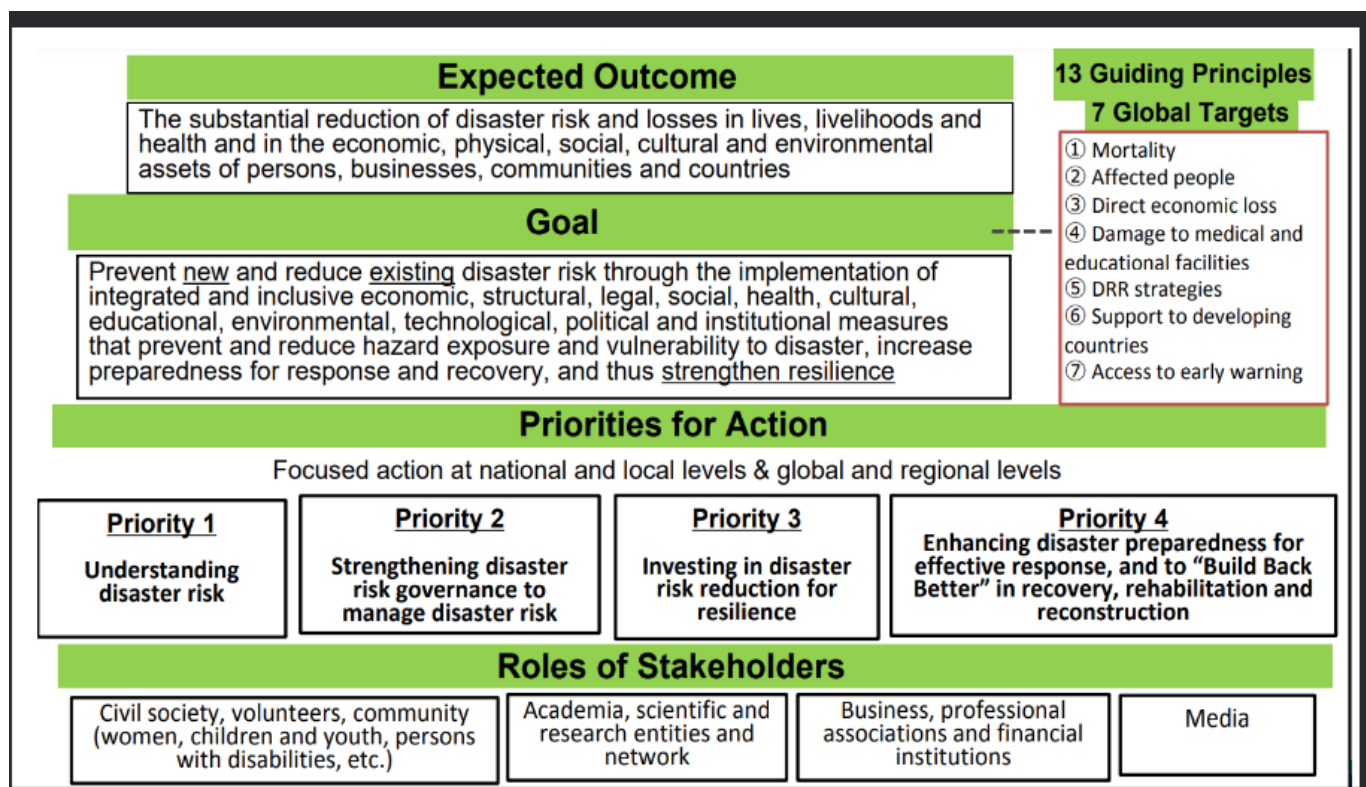 Expected Outcome
The substantial reduction of disaster risk and losses in lives, livelihoods and
health and in the economic, physical, social, cultural and environmental
assets of persons, businesses, communities and countries
Goal
Prevent new and reduce existing disaster risk through the implementation of
integrated and inclusive economic, structural, legal, social, health, cultural,
educational, environmental, technological, political and institutional measures
that prevent and reduce hazard exposure and vulnerability to disaster, increase
preparedness for response and recovery, and thus strengthen resilience
13 Guiding Principles
7 Global Targets
① Mortality
② Affected people
③ Direct economic loss
④ Damage to medical and
educational facilities
⑤ DRR strategies
⑥ Support to developing
countries
⑦ Access to early warning
Priorities for Action
Focused action at national and local levels & global and regional levels
Priority 1
Understanding
disaster risk
Priority 2
Strengthening disaster
risk governance to
manage disaster risk
Priority 3
Investing in disaster
risk reduction for
resilience
Priority 4
Enhancing disaster preparedness for
effective response, and to “Build Back
Better” in recovery, rehabilitation and
reconstruction
Roles of Stakeholders
Civil society, volunteers, community
(women, children and youth, persons
with disabilities, etc.)
Academia, scientific and
research entities and
network
Business, professional
associations and financial
institutions
Media